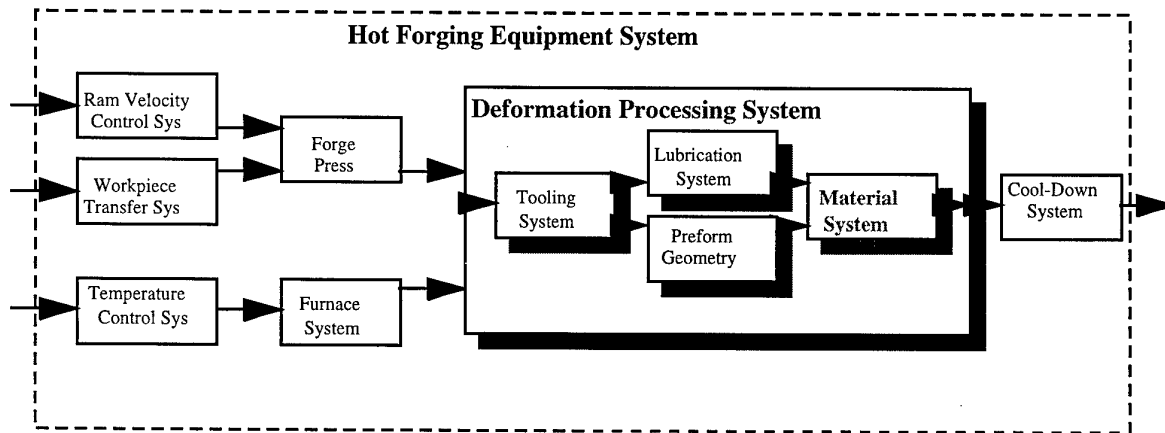 Hot Forging Equipment System
Ram Velocity
Control Sys
Forge
Press
Workpiece
Transfer Sys
Temperature
Control Sys
Furnace
System
Deformation Processing System
Tooling
System
Lubrication
System
Preform
Geometry
Material
System
Cool-Down
System